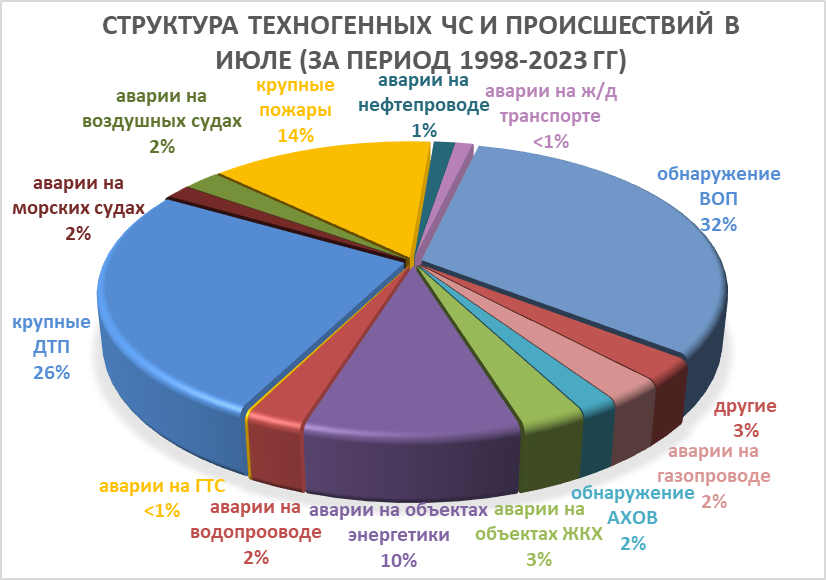 СТРУКТУРА ТЕХНОГЕННЫХ ЧС И ПРОИСШЕСТВИЙ В
ИЮЛЕ (ЗА ПЕРИОД 1998-2023 ГГ)
аварии на
нефтепроводе
1%
аварии на ж/д
транспорте
<1%
обнаружение
ВОП
32%
другие
3%
аварии на
газопроводе
2%
обнаружение
АХОВ
2%
аварии на
объектах ЖКХ
3%
аварии на объектах
энергетики
10%
аварии на
водопрооводе
2%
аварии на ГТС
<1%
крупные
ДТП
26%
аварии на
морских судах
2%
аварии на
воздушных судах
2%
крупные
пожары
14%